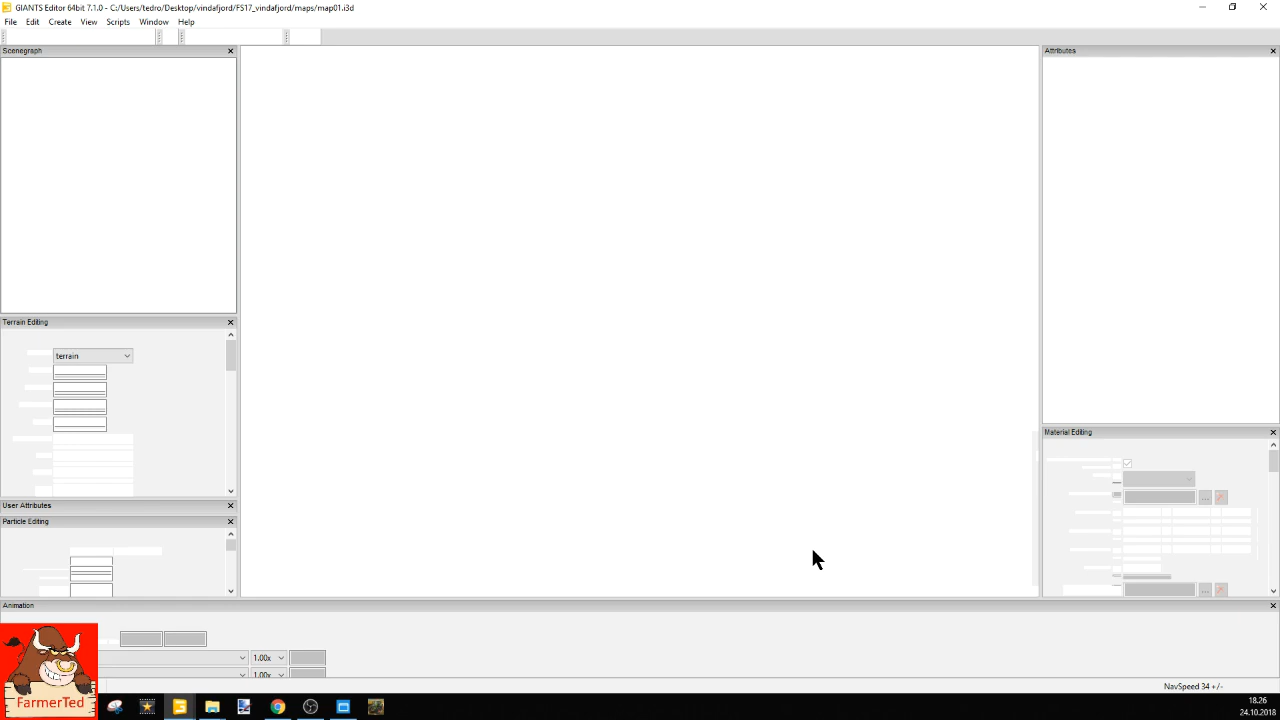 GIANTS Editor 64bit 7.1.0 - C:/Users/tedro/Desktop/vindafjord/FS17_vindafjord/maps/map01.i3d
File Edit Create View Scripts Window Help
Scenegraph
Attributes
Terrain Editing
terrain
Material Editing
User Attributes
Particle Editing
Animation
1.00x
1.00x
FarmerTed
NavSpeed 34 +/-
18.26
24.10.2018